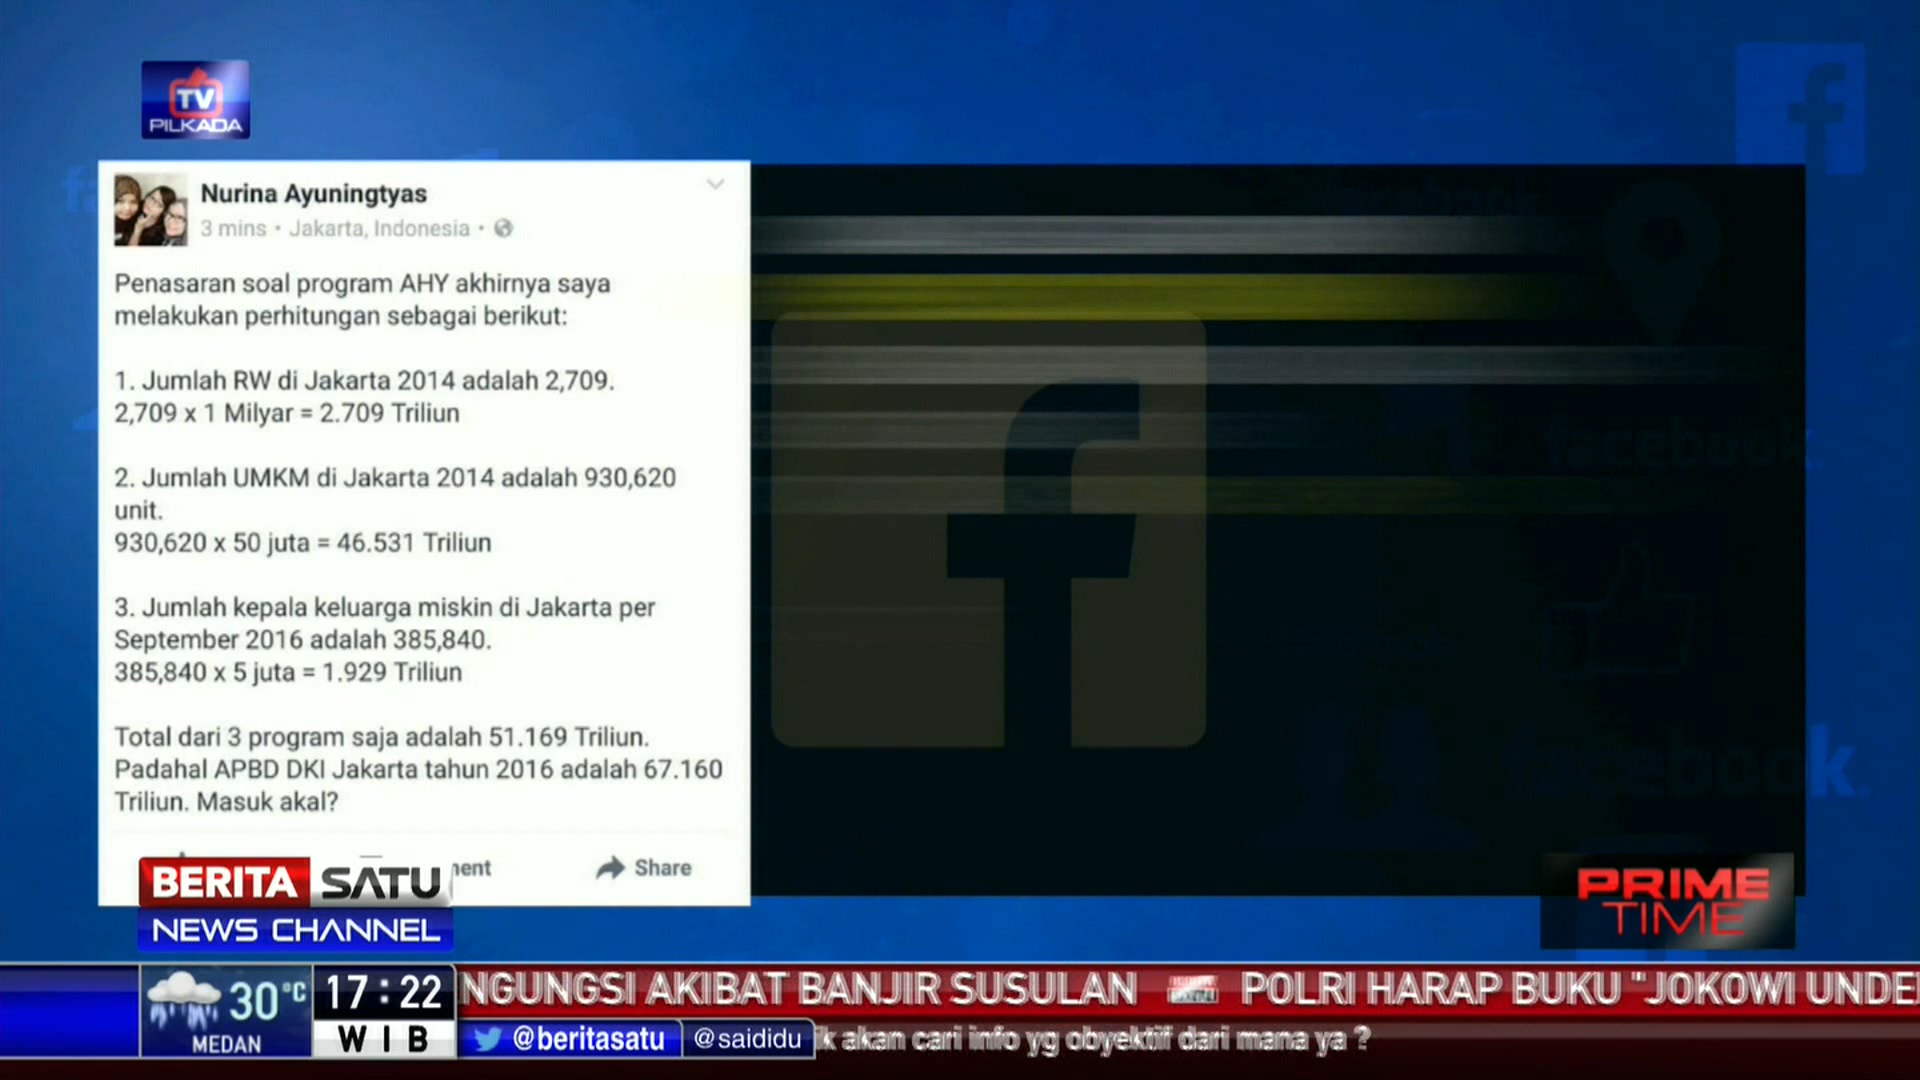 TV
PILKADA
Nurina Ayuningtyas
3 mins · Jakarta, Indonesia ·
Penasaran soal program AHY akhirnya saya
melakukan perhitungan sebagai berikut:
1. Jumlah RW di Jakarta 2014 adalah 2,709.
2,709 x 1 Milyar = 2.709 Triliun
2. Jumlah UMKM di Jakarta 2014 adalah 930,620
unit.
930,620 x 50 juta = 46.531 Triliun
3. Jumlah kepala keluarga miskin di Jakarta per
September 2016 adalah 385,840.
385,840 x 5 juta = 1.929 Triliun
Total dari 3 program saja adalah 51.169 Triliun.
Padahal APBD DKI Jakarta tahun 2016 adalah 67.160
Triliun. Masuk akal?
Share
facebook
facebook.
facebook.
BERITA SATU
NEWS CHANNEL
PRIME
TIME
30°C
MEDAN
17:22
WIB
NGUNGSI AKIBAT BANJIR SUSULAN POLRI HARAP BUKU "JOKOWI UNDE
@beritasatu @saididu k akan cari info yg obyektif dari mana ya ?